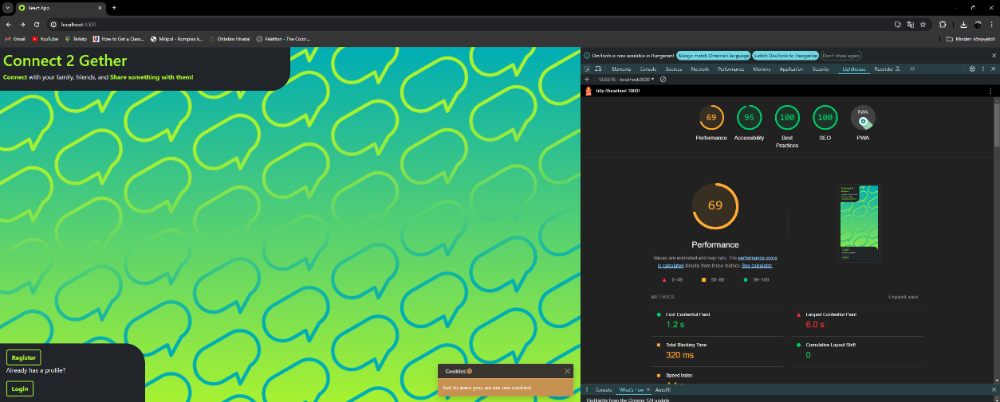 React App
localhost:3000
Gmail YouTube Térkép How to Get a Class... Milipol - Komplex k... Oktatási Hivatal Paletton - The Color... Minden könyvjelző
Connect 2 Gether
Connect with your family, friends, and Share something with them!
Register
Already has a profile?
Login
Cookies
Just to warn you, we are use cookies!
DevTools is now available in Hungarian! Always match Chrome's language Switch DevTools to Hungarian Don't show again
Elements Console Sources Network Performance Memory Application Security Lighthouse Recorder
13:33:15 - localhost:3000
http://localhost:3000/
69 95 100 100 PWA
Performance Accessibility Best Practices SEO PWA
69
Performance
Values are estimated and may vary. The performance score
is calculated directly from these metrics. See calculator.
0–49 50–89 90–100
METRICS Expand view
First Contentful Paint
1.2 s
Largest Contentful Paint
6.0 s
Total Blocking Time
320 ms
Cumulative Layout Shift
0
Speed Index
Console What's new Autofill
Highlights from the Chrome 124 update